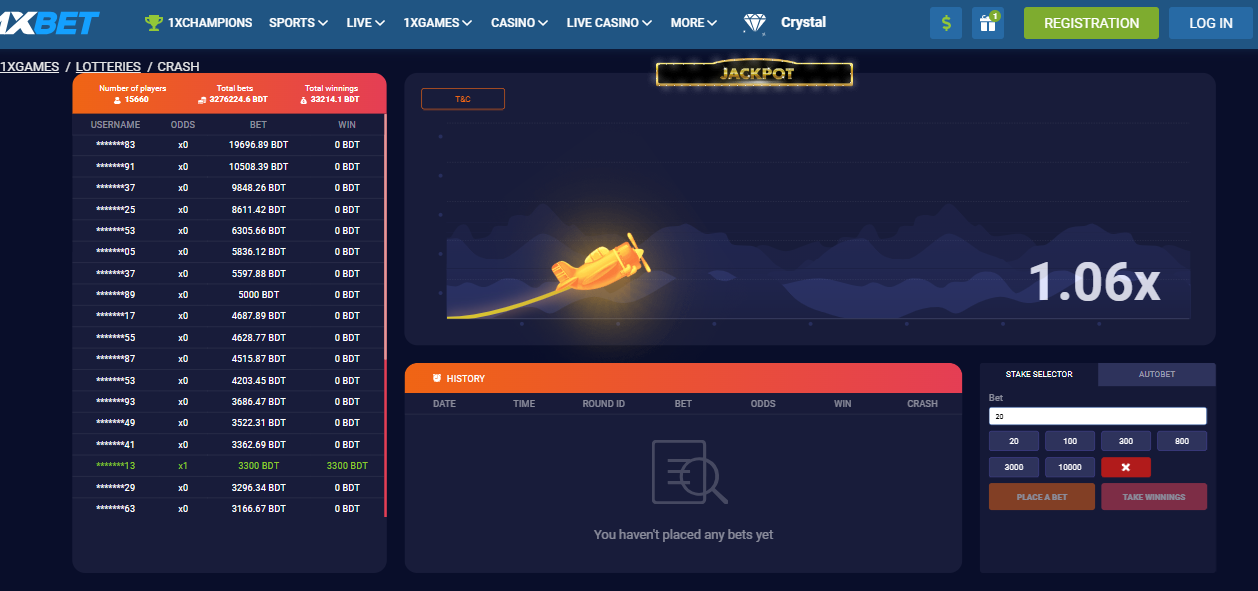 1XBET
1XCHAMPIONS SPORTS LIVE 1XGAMES CASINO LIVE CASINO MORE Crystal $ 1 REGISTRATION LOG IN
1XGAMES / LOTTERIES / CRASH
JACKPOT
Number of players Total bets Total winnings
15660 3276224.6 BDT 33214.1 BDT
USERNAME ODDS BET WIN
*******83 x0 19696.89 BDT 0 BDT
*******91 x0 10508.39 BDT 0 BDT
*******37 x0 9848.26 BDT 0 BDT
*******25 x0 8611.42 BDT 0 BDT
*******53 x0 6305.66 BDT 0 BDT
*******05 x0 5836.12 BDT 0 BDT
*******37 x0 5597.88 BDT 0 BDT
*******89 x0 5000 BDT 0 BDT
*******17 x0 4687.89 BDT 0 BDT
*******55 x0 4628.77 BDT 0 BDT
*******87 x0 4515.87 BDT 0 BDT
*******53 x0 4203.45 BDT 0 BDT
*******93 x0 3686.47 BDT 0 BDT
*******49 x0 3522.31 BDT 0 BDT
*******41 x0 3362.69 BDT 0 BDT
*******13 x1 3300 BDT 3300 BDT
*******29 x0 3296.34 BDT 0 BDT
*******63 x0 3166.67 BDT 0 BDT
T&C
1.06x
HISTORY
DATE TIME ROUND ID BET ODDS WIN CRASH
You haven't placed any bets yet
STAKE SELECTOR AUTOBET
Bet
20
20 100 300 800
3000 10000
PLACE A BET TAKE WINNINGS